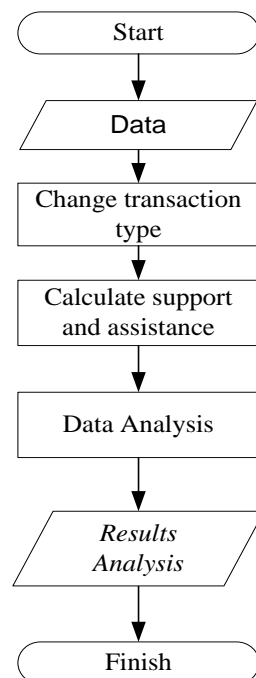 Start
Data
Change transaction
type
Calculate support
and assistance
Data Analysis
Results
Analysis
Finish